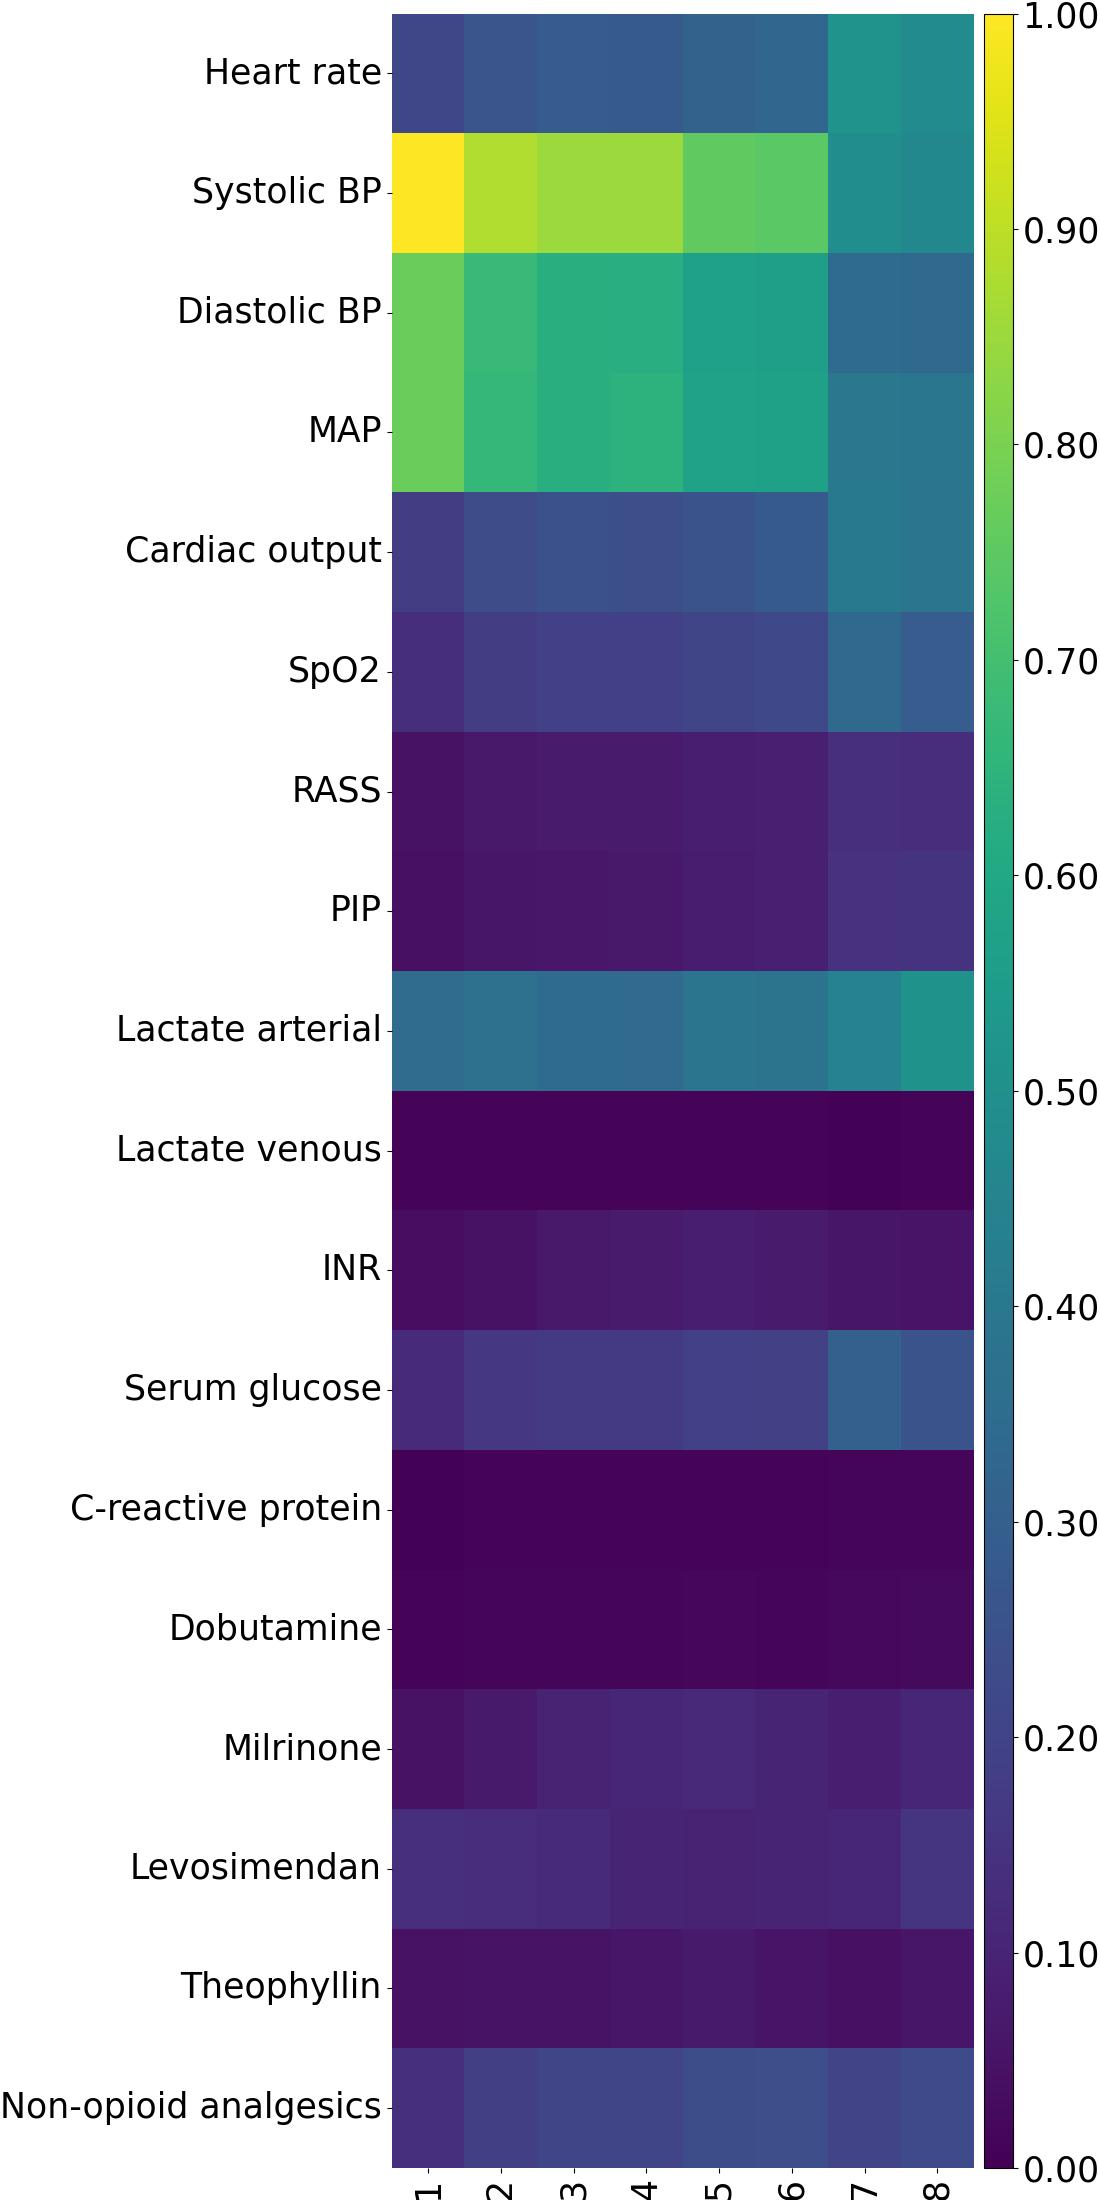 Heart rate
Systolic BP
Diastolic BP
MAP
Cardiac output
SpO2
RASS
PIP
Lactate arterial
Lactate venous
INR
Serum glucose
C-reactive protein
Dobutamine
Milrinone
Levosimendan
Theophyllin
Non-opioid analgesics
1 2 3 4 5 6 7 8
1.00
0.90
0.80
0.70
0.60
0.50
0.40
0.30
0.20
0.10
0.00